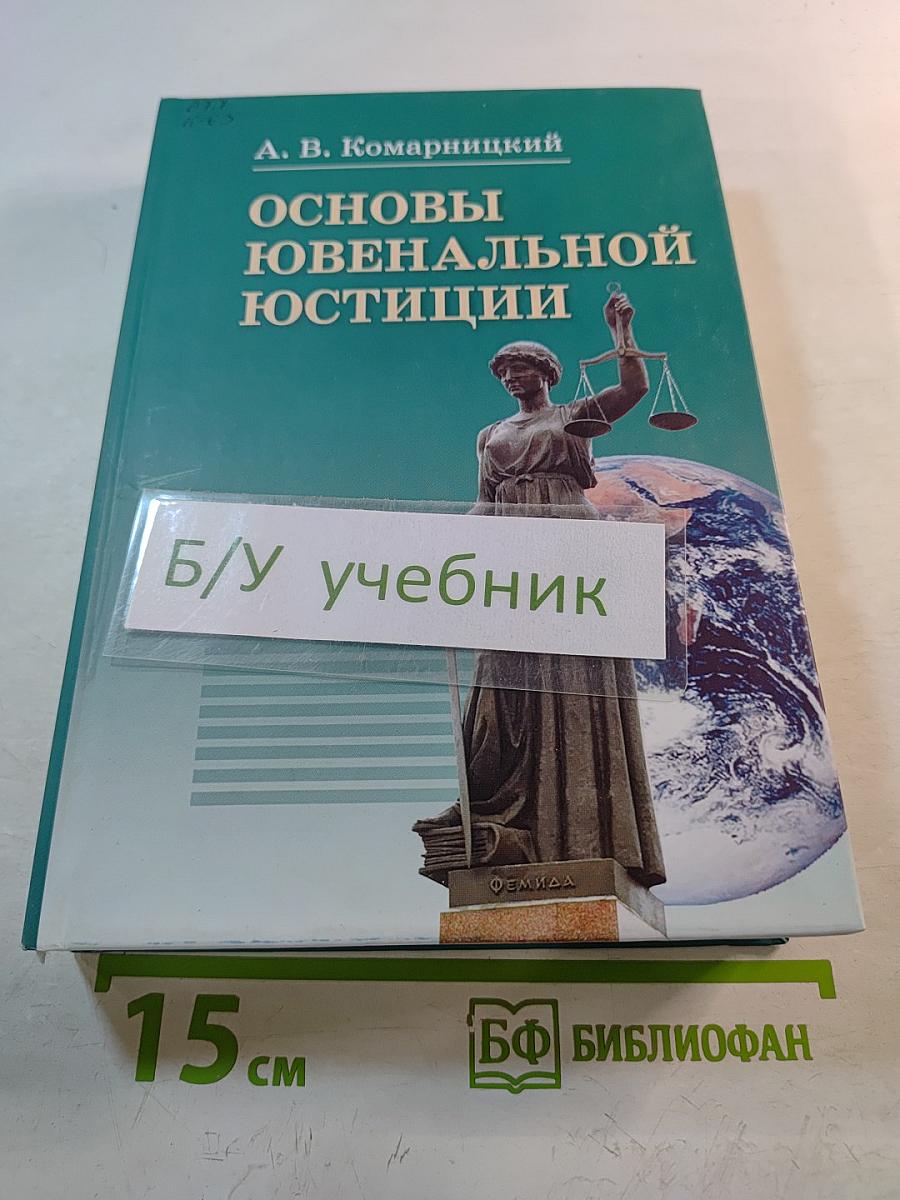 А. В. Комарницкий
ОСНОВЫ
ЮВЕНАЛЬНОЙ
ЮСТИЦИИ
Б/У учебник
ФЕМИДА
15 см
БФ БИБЛИОФАН